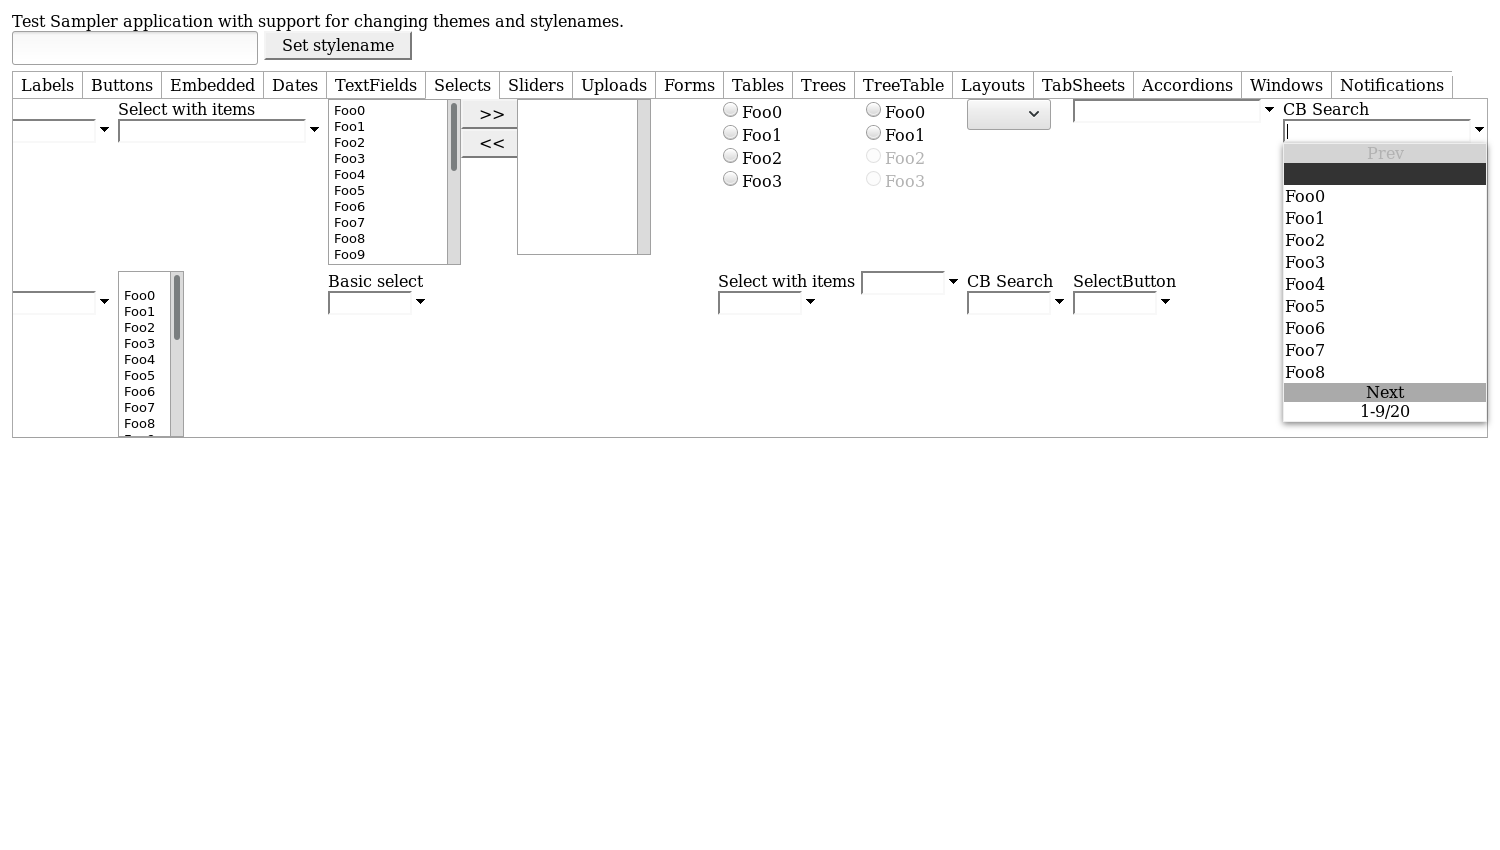 Test Sampler application with support for changing themes and stylenames.
Set stylename
Labels Buttons Embedded Dates TextFields Selects Sliders Uploads Forms Tables Trees TreeTable Layouts TabSheets Accordions Windows Notifications
Select with items
Foo0
Foo1
Foo2
Foo3
Foo4
Foo5
Foo6
Foo7
Foo8
Foo9
>>
<<
Foo0
Foo1
Foo2
Foo3
Foo0
Foo1
Foo2
Foo3
CB Search
Prev
Foo0
Foo1
Foo2
Foo3
Foo4
Foo5
Foo6
Foo7
Foo8
Next
1-9/20
Foo0
Foo1
Foo2
Foo3
Foo4
Foo5
Foo6
Foo7
Foo8
Basic select
Select with items
CB Search
SelectButton